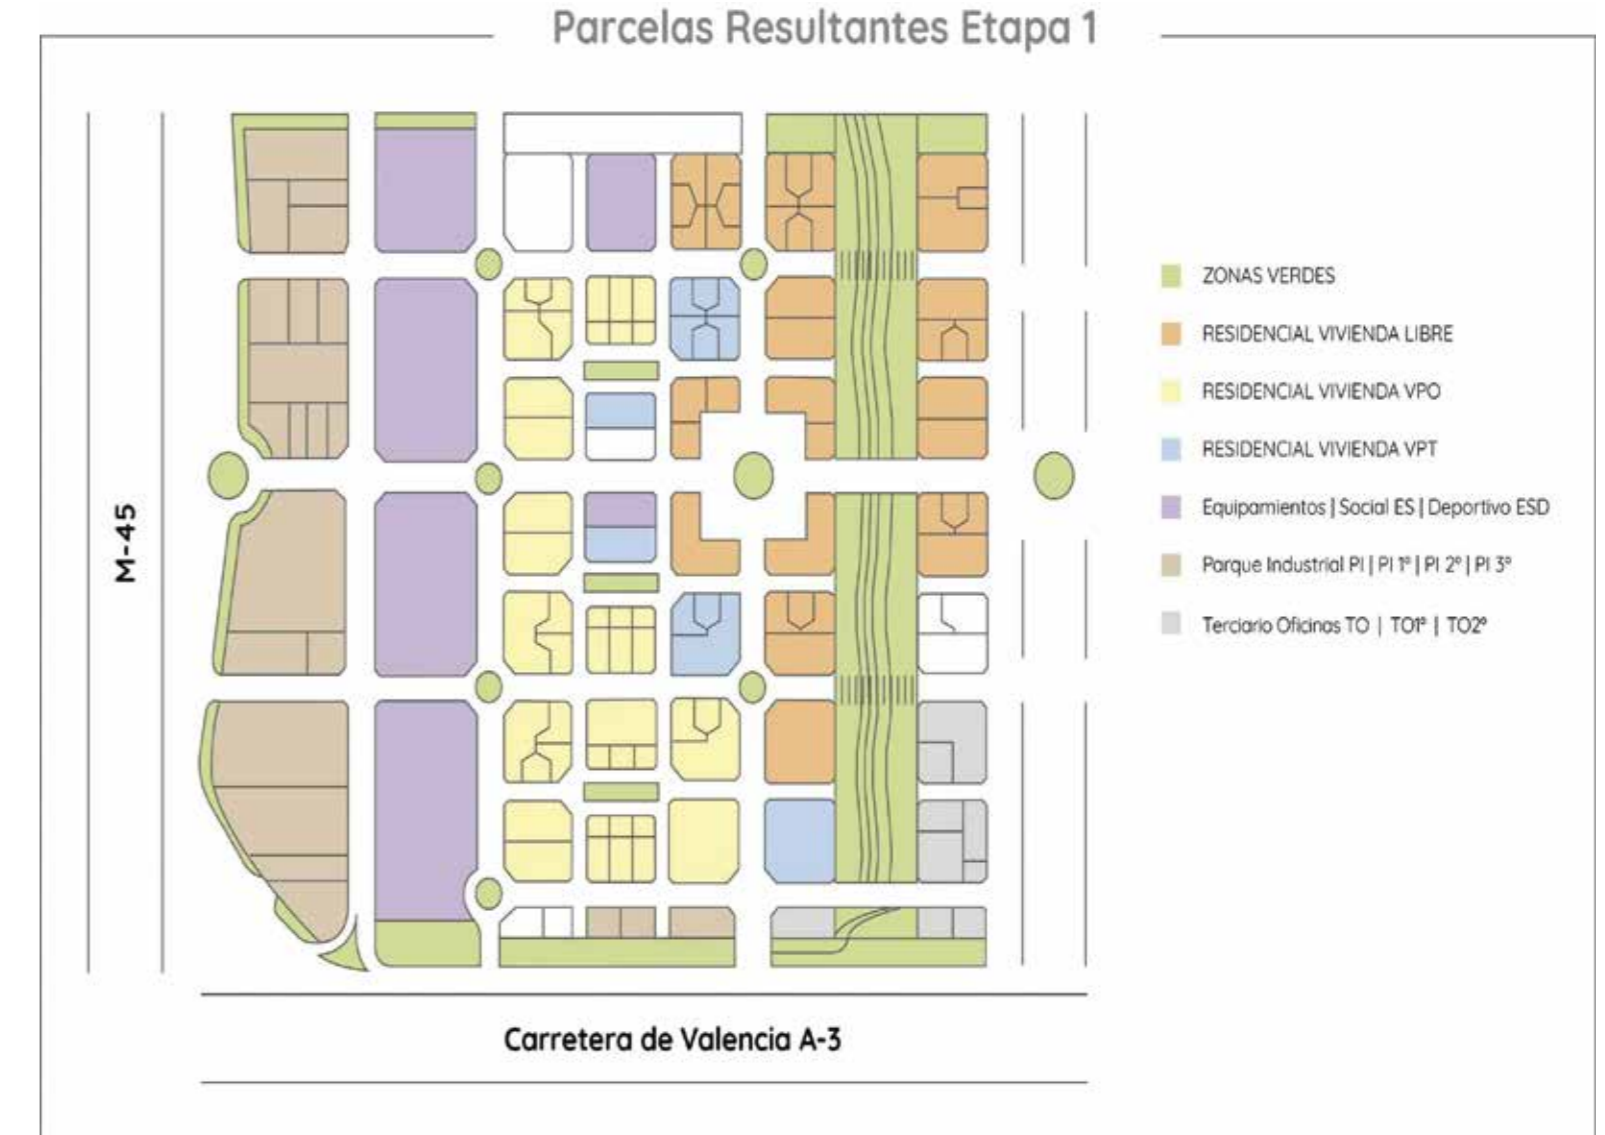 Parcelas Resultantes Etapa 1
ZONAS VERDES
RESIDENCIAL VIVIENDA LIBRE
RESIDENCIAL VIVIENDA VPO
RESIDENCIAL VIVIENDA VPT
Equipamientos | Social ES | Deportivo ESD
Parque Industrial PI | PI 1º | PI 2º | PI 3º
Terciario Oficinas TO | TO1º | TO2º
M-45
Carretera de Valencia A-3